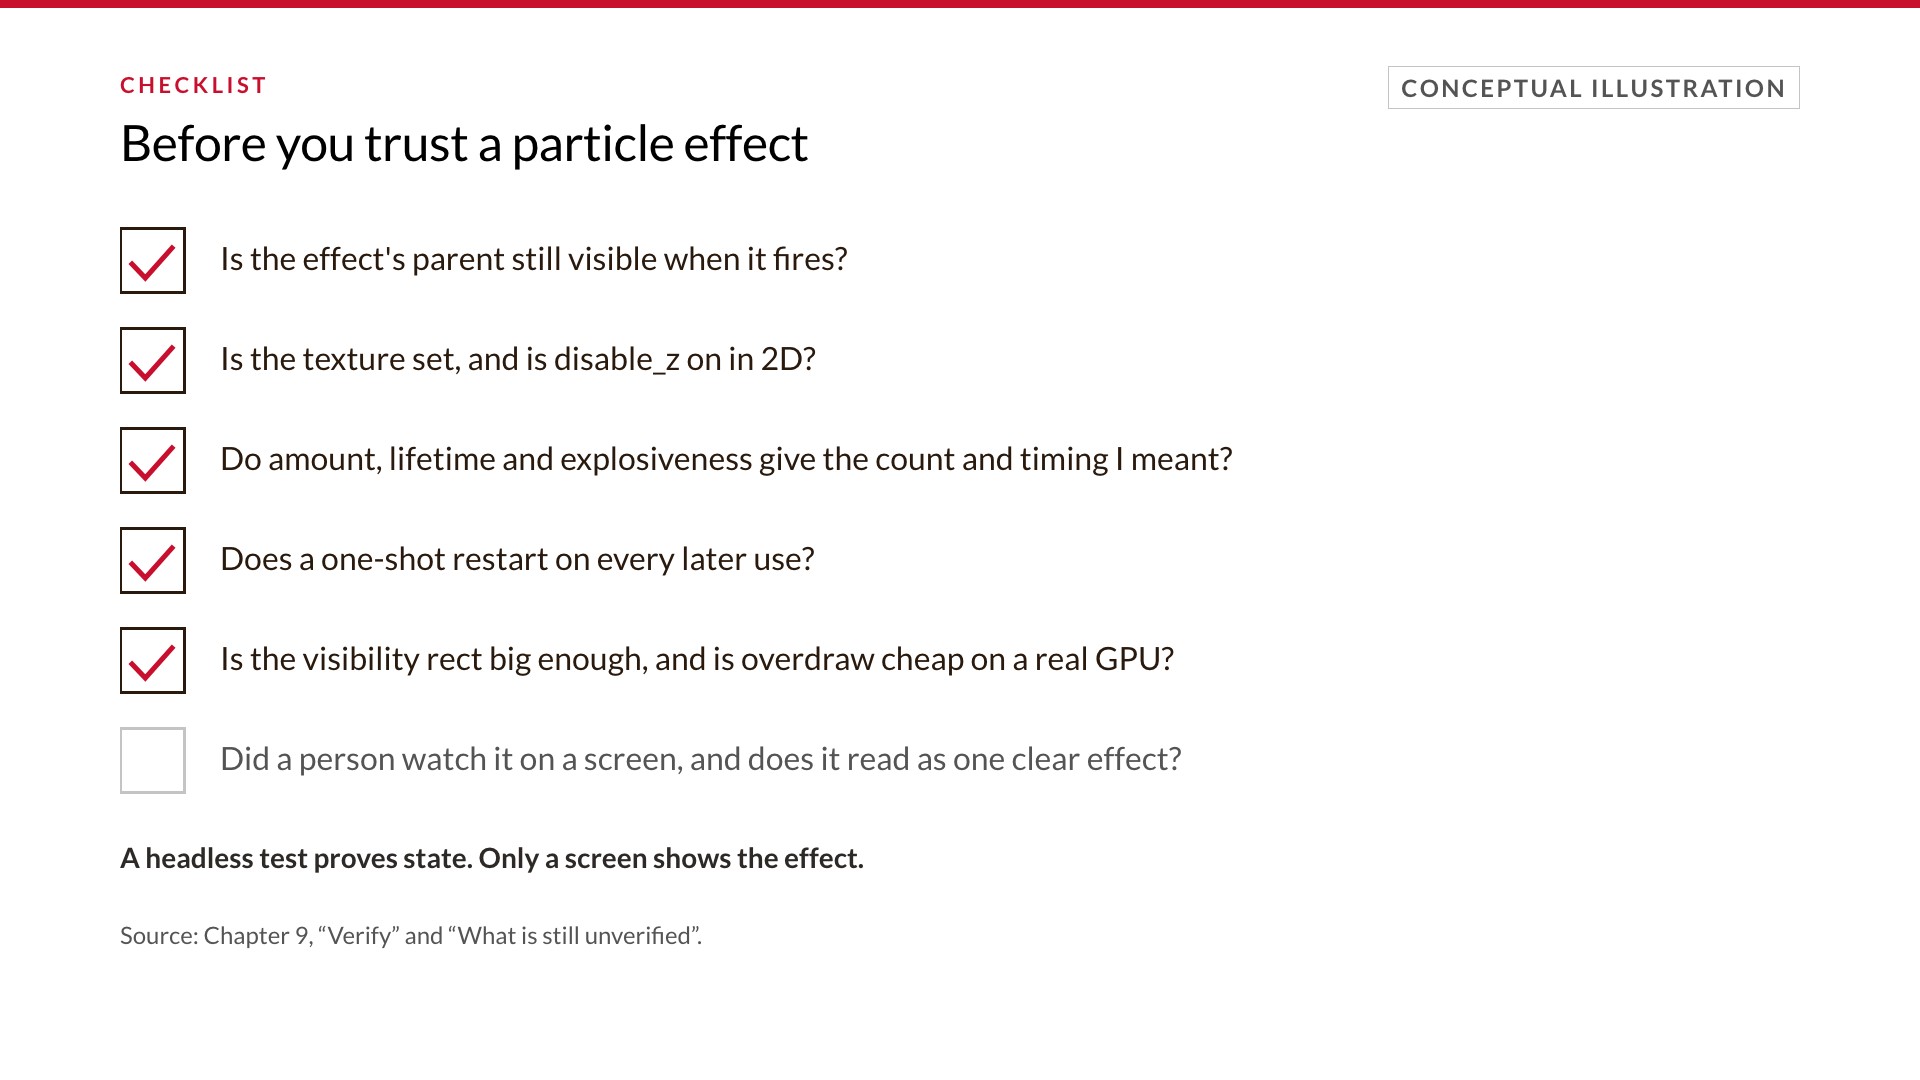 CHECKLIST
CONCEPTUAL ILLUSTRATION
Before you trust a particle effect
Is the effect's parent still visible when it fires?
Is the texture set, and is disable_z on in 2D?
Do amount, lifetime and explosiveness give the count and timing I meant?
Does a one-shot restart on every later use?
Is the visibility rect big enough, and is overdraw cheap on a real GPU?
Did a person watch it on a screen, and does it read as one clear effect?
A headless test proves state. Only a screen shows the effect.
Source: Chapter 9, “Verify” and “What is still unverified”.